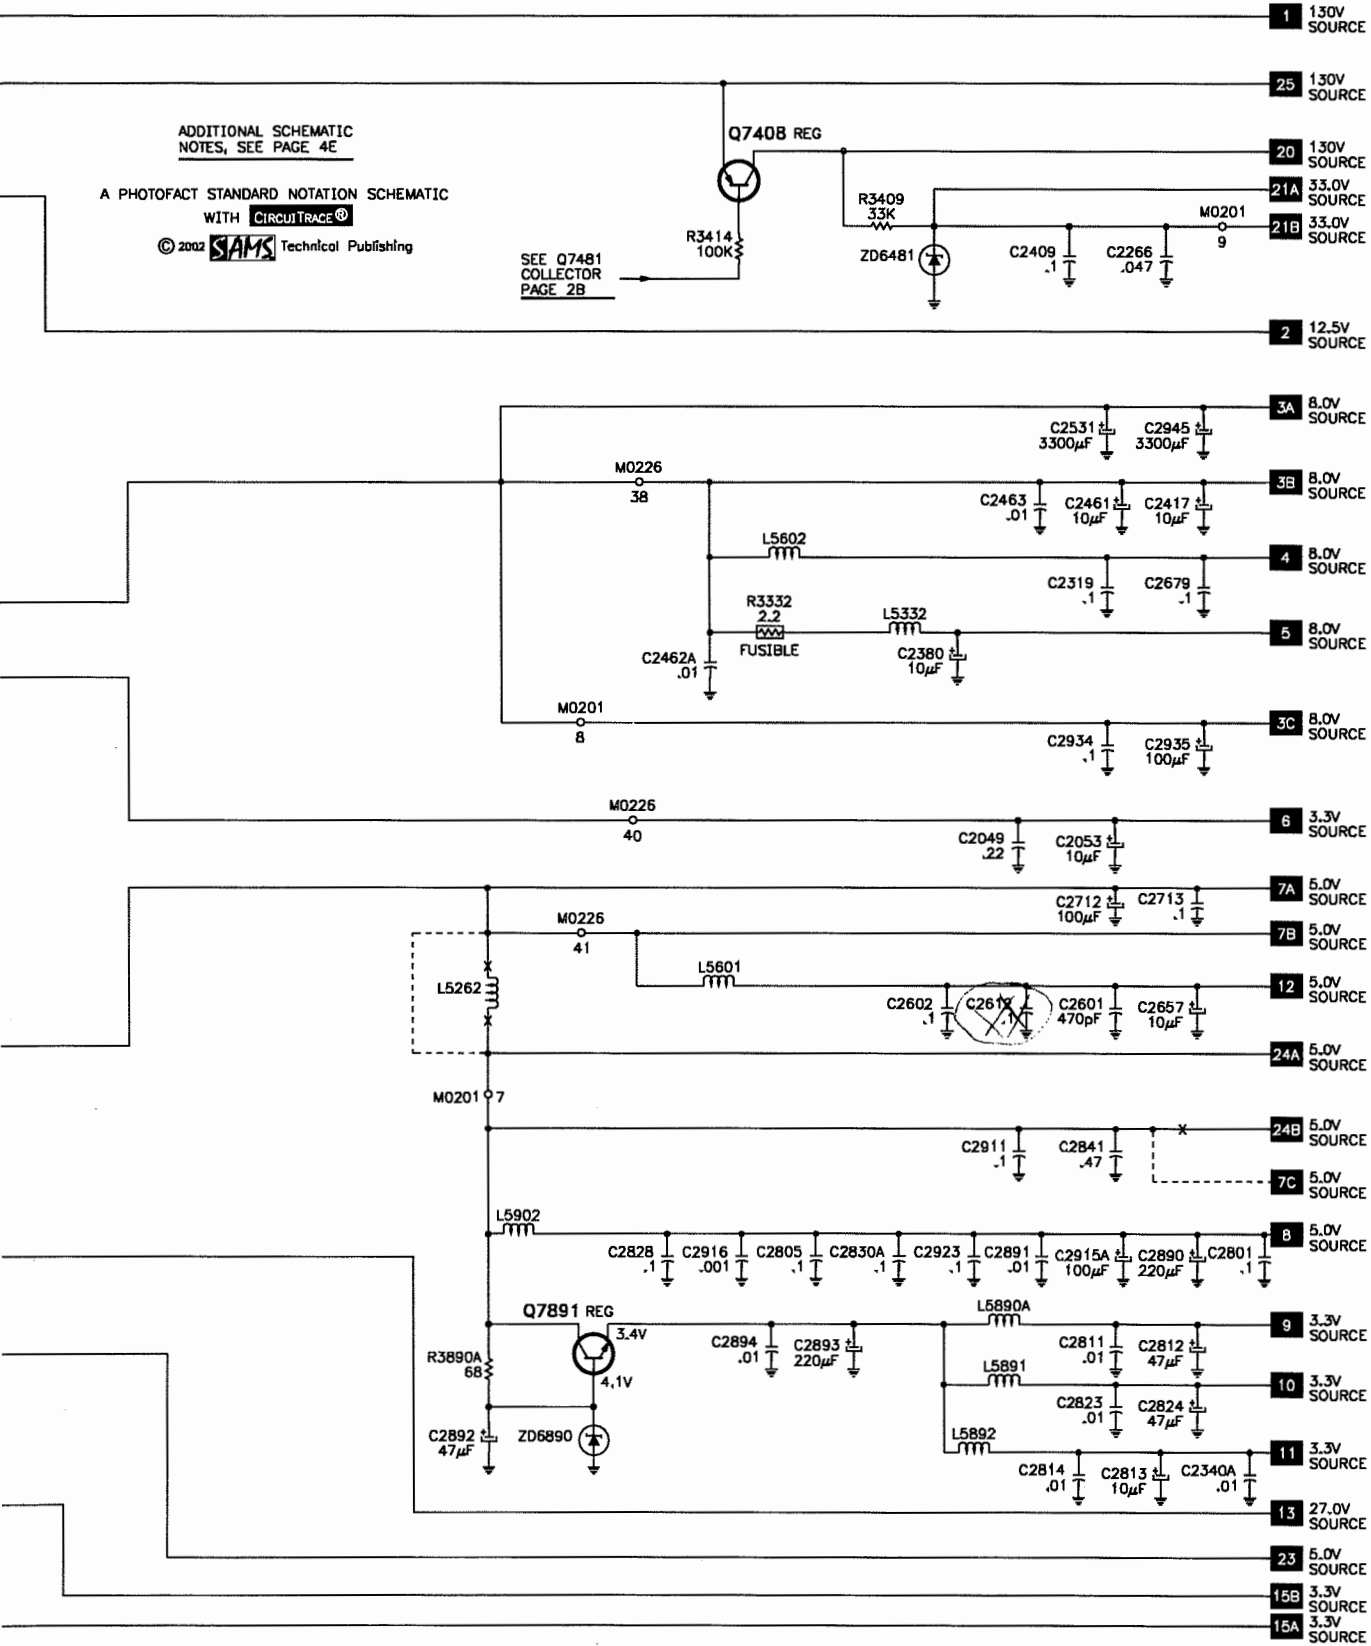 1 130V
SOURCE
25 130V
SOURCE
ADDITIONAL SCHEMATIC
NOTES, SEE PAGE 4E
Q7408 REG
20 130V
SOURCE
A PHOTOFACT STANDARD NOTATION SCHEMATIC
WITH CIRCUITRACE®
© 2002 SAMS Technical Publishing
21A 33.0V
SOURCE
R3409
33K
M0201
9
21B 33.0V
SOURCE
R3414
100K
ZD6481
C2409
.1
C2266
.047
SEE Q7481
COLLECTOR
PAGE 2B
2 12.5V
SOURCE
3A 8.0V
SOURCE
C2531
3300µF
C2945
3300µF
M0226
38
3B 8.0V
SOURCE
C2463
.01
C2461
10µF
C2417
10µF
L5602
4 8.0V
SOURCE
C2319
.1
C2679
.1
R3332
2.2
FUSIBLE
L5332
5 8.0V
SOURCE
C2462A
.01
C2380
10µF
M0201
8
3C 8.0V
SOURCE
C2934
.1
C2935
100µF
M0226
40
6 3.3V
SOURCE
C2049
.22
C2053
10µF
7A 5.0V
SOURCE
C2712
100µF
C2713
.1
M0226
41
7B 5.0V
SOURCE
L5262
L5601
12 5.0V
SOURCE
C2602
.1
.1
C2601
470pF
C2657
10µF
24A 5.0V
SOURCE
M0201 7
24B 5.0V
SOURCE
C2911
.1
C2841
.47
7C 5.0V
SOURCE
L5902
8 5.0V
SOURCE
C2828
.1
C2916
.001
C2805
.1
C2830A
.1
C2923
.1
C2891
.01
C2915A
100µF
C2890
220µF
C2801
.1
Q7891 REG
3.4V
4.1V
L5890A
9 3.3V
SOURCE
R3890A
68
C2894
.01
C2893
220µF
C2811
.01
C2812
47µF
L5891
10 3.3V
SOURCE
C2823
.01
C2824
47µF
C2892
47µF
ZD6890
L5892
11 3.3V
SOURCE
C2814
.01
C2813
10µF
C2340A
.01
13 27.0V
SOURCE
23 5.0V
SOURCE
15B 3.3V
SOURCE
15A 3.3V
SOURCE